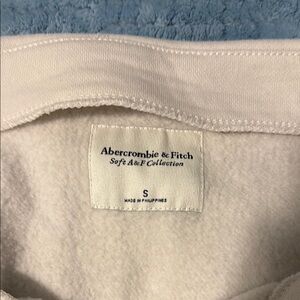 Abercrombie & Fitch
Soft A&F Collection
S
MADE IN PHILIPPINES